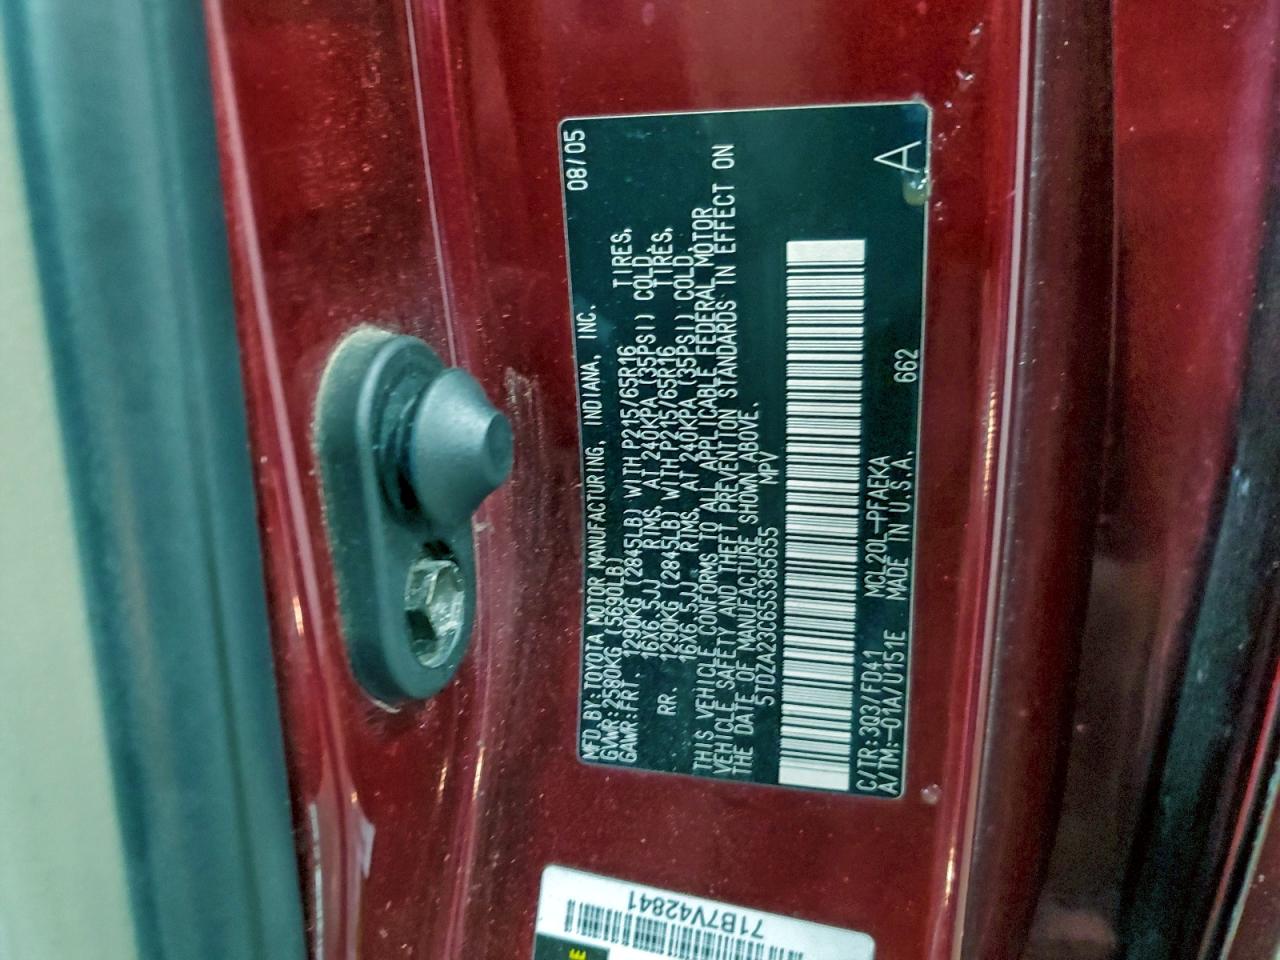 MFD. BY: TOYOTA MOTOR MANUFACTURING, INDIANA, INC. 08/05
GVWR: 2580KG (5690LB)
GAWR: FRT. 1290KG (2845LB) WITH P215/65R16 TIRES,
16X6.5JJ RIMS, AT 240KPA (35PSI) COLD,
RR. 1290KG (2845LB) WITH P215/65R16 TIRES,
16X6.5JJ RIMS, AT 240KPA (35PSI) COLD,
THIS VEHICLE CONFORMS TO ALL APPLICABLE FEDERAL MOTOR
VEHICLE SAFETY AND THEFT PREVENTION STANDARDS IN EFFECT ON
THE DATE OF MANUFACTURE SHOWN ABOVE.
5TDZA23C65S385655 MPV
C/TR: 3Q3/FD41 MCL20L-PFAEKA
A/TM: -01A/U151E MADE IN U.S.A. 662 A
71B7V42841
E